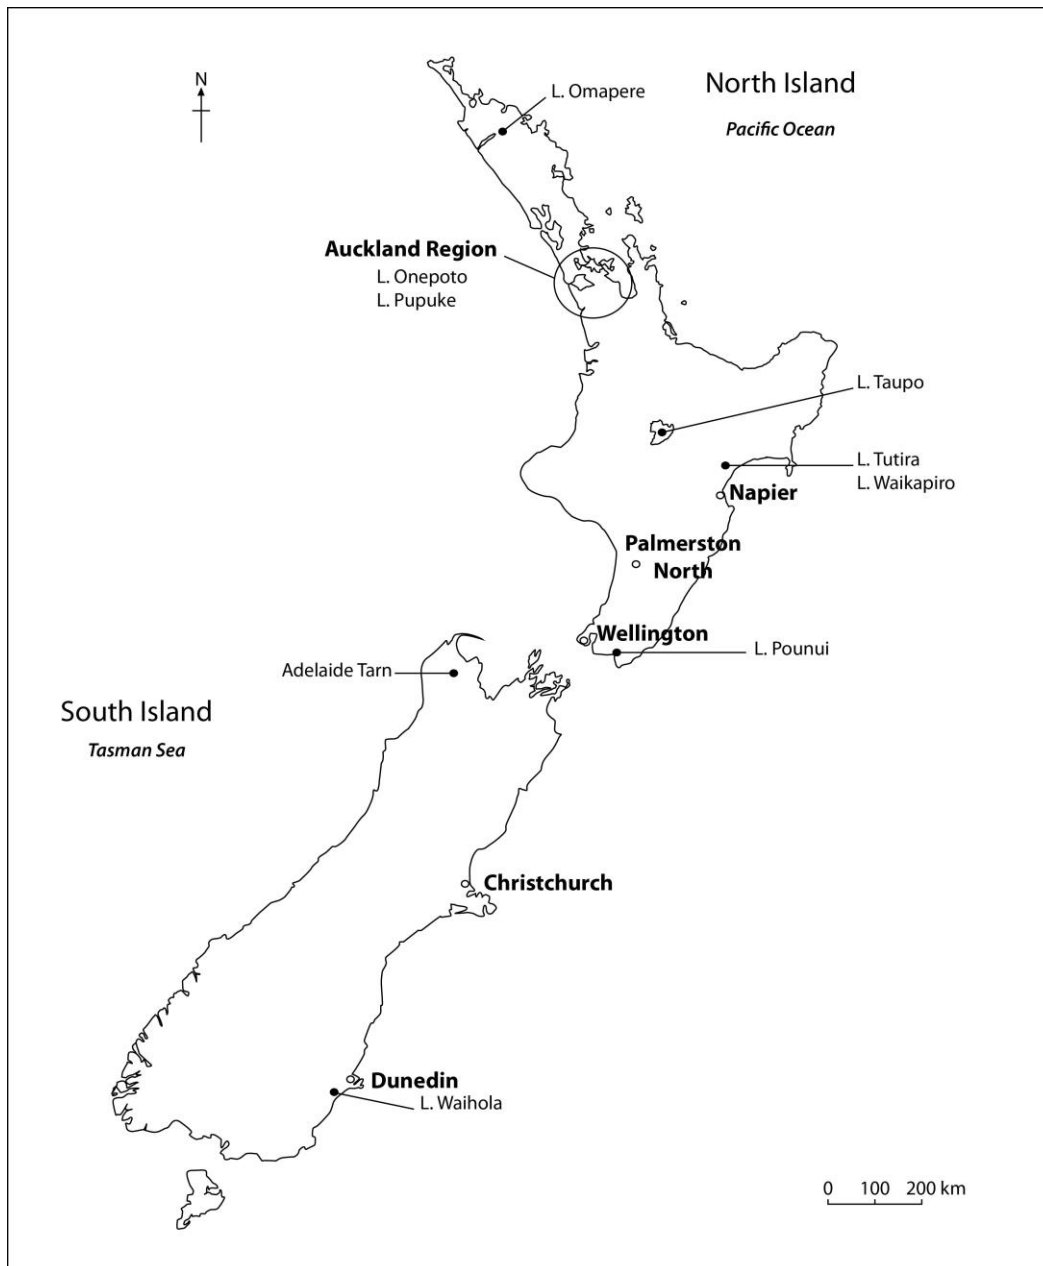 N
L. Omapere
North Island
Pacific Ocean
Auckland Region
L. Onepoto
L. Pupuke
L. Taupo
L. Tutira
L. Waikapiro
Napier
Palmerston
North
Wellington
L. Pounui
Adelaide Tarn
South Island
Tasman Sea
Christchurch
Dunedin
L. Waihola
0 100 200 km